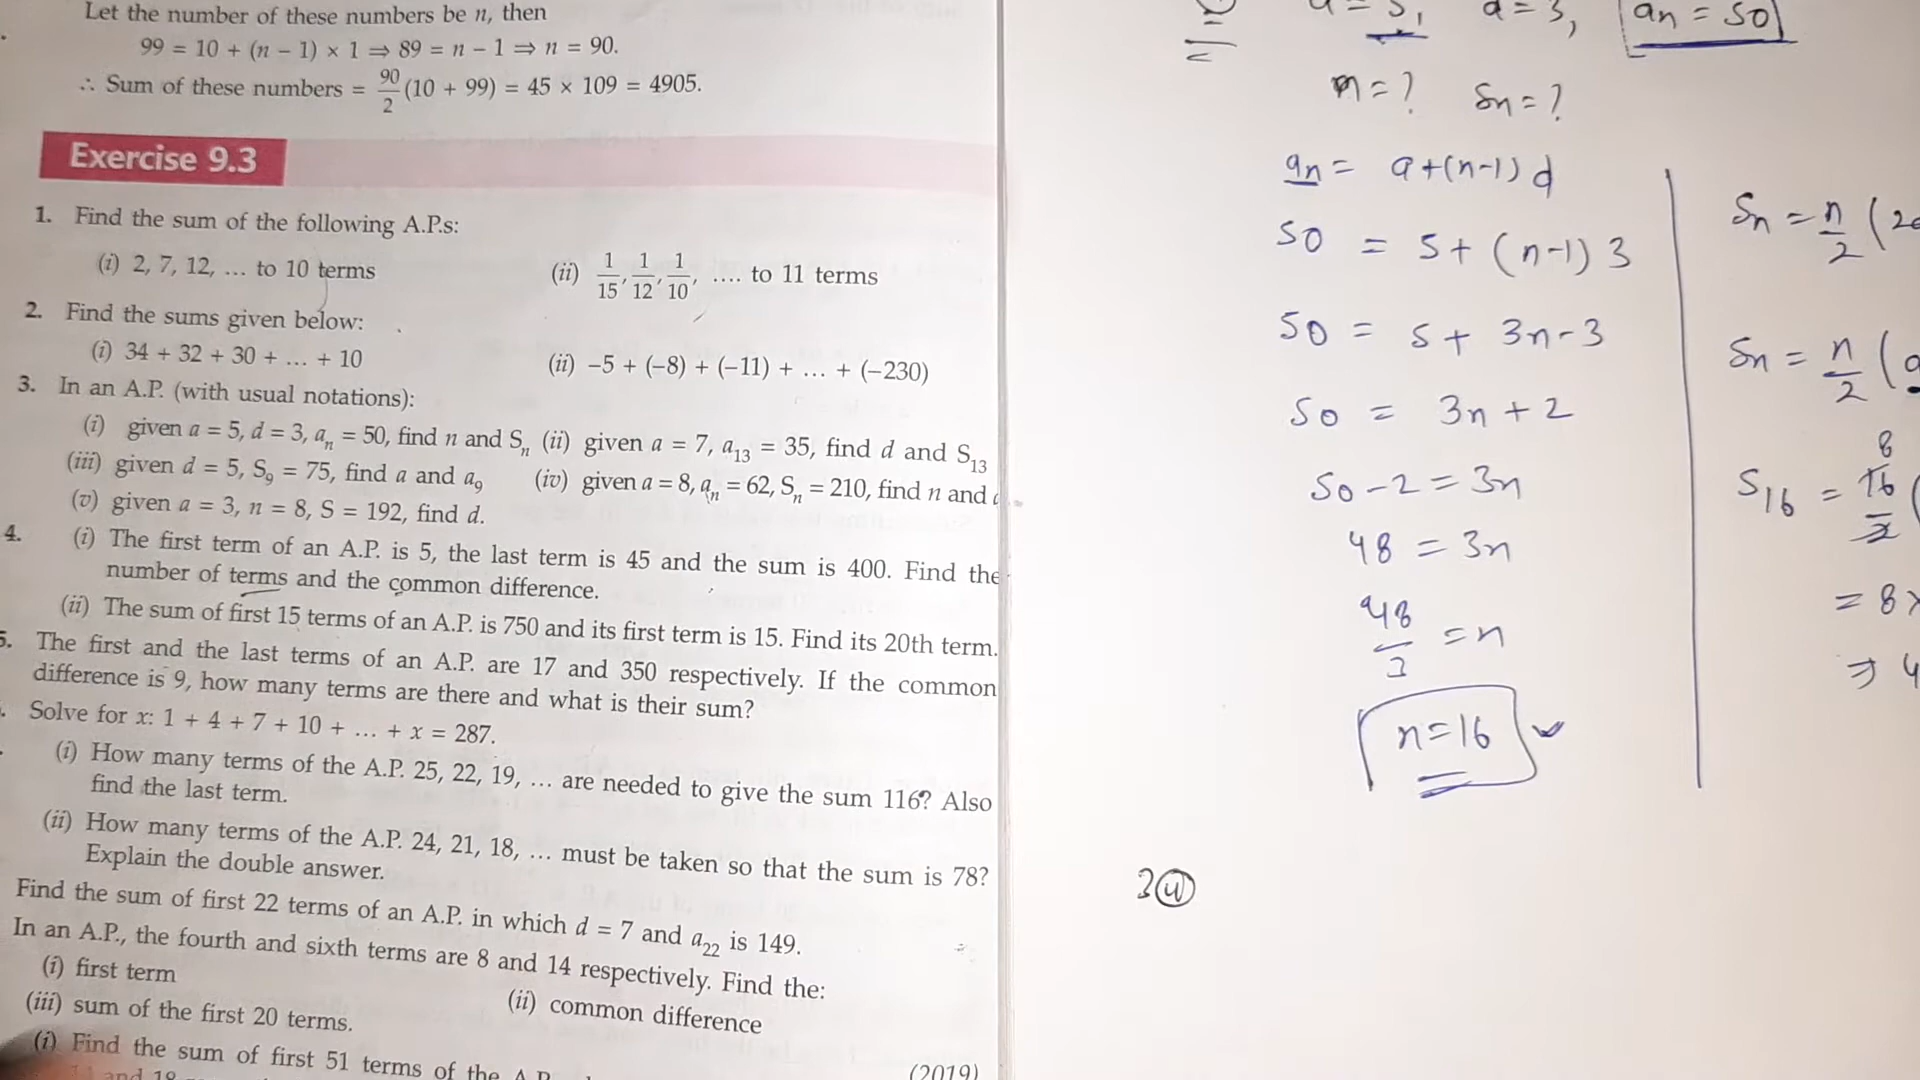 Let the number of these numbers be n, then
99 = 10 + (n − 1) × 1 ⇒ 89 = n − 1 ⇒ n = 90.
∴ Sum of these numbers = 90/2 (10 + 99) = 45 × 109 = 4905.
Exercise 9.3
1. Find the sum of the following A.P.s:
(i) 2, 7, 12, ... to 10 terms (ii) 1/15, 1/12, 1/10, .... to 11 terms
2. Find the sums given below:
(i) 34 + 32 + 30 + ... + 10 (ii) −5 + (−8) + (−11) + ... + (−230)
3. In an A.P. (with usual notations):
(i) given a = 5, d = 3, aₙ = 50, find n and Sₙ (ii) given a = 7, a₁₃ = 35, find d and S₁₃
(iii) given d = 5, S₉ = 75, find a and a₉ (iv) given a = 8, aₙ = 62, Sₙ = 210, find n and
(v) given a = 3, n = 8, S = 192, find d.
4. (i) The first term of an A.P. is 5, the last term is 45 and the sum is 400. Find the
number of terms and the common difference.
(ii) The sum of first 15 terms of an A.P. is 750 and its first term is 15. Find its 20th term.
5. The first and the last terms of an A.P. are 17 and 350 respectively. If the common
difference is 9, how many terms are there and what is their sum?
Solve for x: 1 + 4 + 7 + 10 + ... + x = 287.
(i) How many terms of the A.P. 25, 22, 19, ... are needed to give the sum 116? Also
find the last term.
(ii) How many terms of the A.P. 24, 21, 18, ... must be taken so that the sum is 78?
Explain the double answer.
Find the sum of first 22 terms of an A.P. in which d = 7 and a₂₂ is 149.
In an A.P., the fourth and sixth terms are 8 and 14 respectively. Find the:
(i) first term (ii) common difference
(iii) sum of the first 20 terms. (2019)
(i) Find the sum of first 51 terms of the A.P.
and 18
a = 5, d = 3, aₙ = 50
n = ? Sₙ = ?
aₙ = a + (n-1) d
50 = 5 + (n-1) 3
50 = 5 + 3n-3
50 = 3n + 2
50-2 = 3n
48 = 3n
48/3 = n
n = 16
3 (ii)
Sₙ = n/2 (2a
Sₙ = n/2 (a
8
S₁₆ = 16/2 (
= 8 ×
⇒ 4